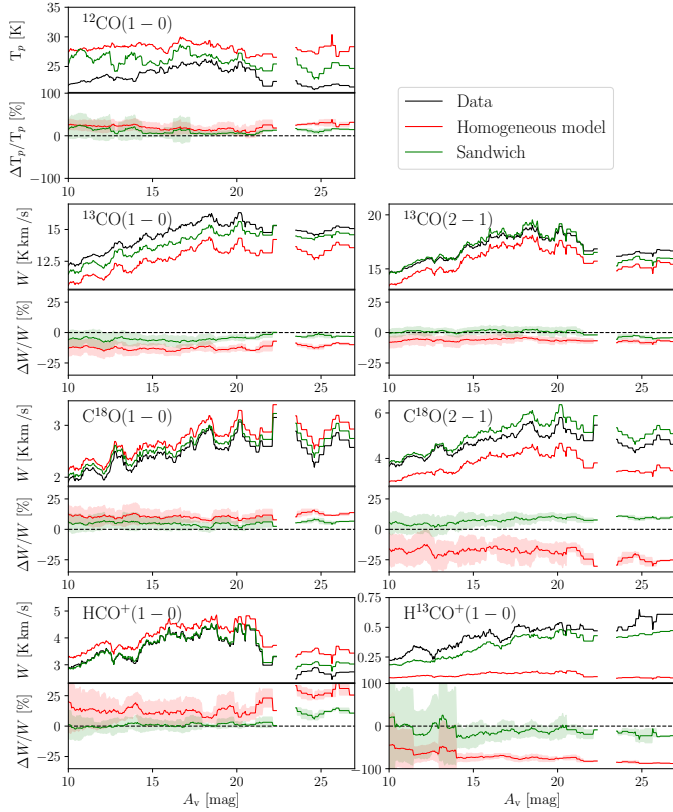 ¹²CO(1−0)
T_p [K]
35
30
25
100
ΔT_p/T_p [%]
0
−100
10 15 20 25
Data
Homogeneous model
Sandwich
¹³CO(1−0)
W [K km/s]
15
12.5
ΔW/W [%]
25
0
−25
10 15 20 25
¹³CO(2−1)
20
15
25
0
−25
10 15 20 25
C¹⁸O(1−0)
W [K km/s]
3
2
ΔW/W [%]
25
0
−25
10 15 20 25
C¹⁸O(2−1)
6
4
25
0
−25
10 15 20 25
HCO⁺(1−0)
W [K km/s]
5
4
3
ΔW/W [%]
25
0
−25
10 15 20 25
A_v [mag]
H¹³CO⁺(1−0)
0.75
0.50
0.25
100
0
−100
10 15 20 25
A_v [mag]